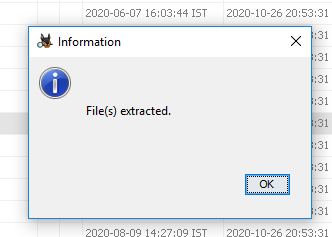 2020-06-07 16:03:44 IST 2020-10-26 20:53:31
Information
File(s) extracted.
OK
2020-08-09 14:27:09 IST 2020-10-26 20:53:31